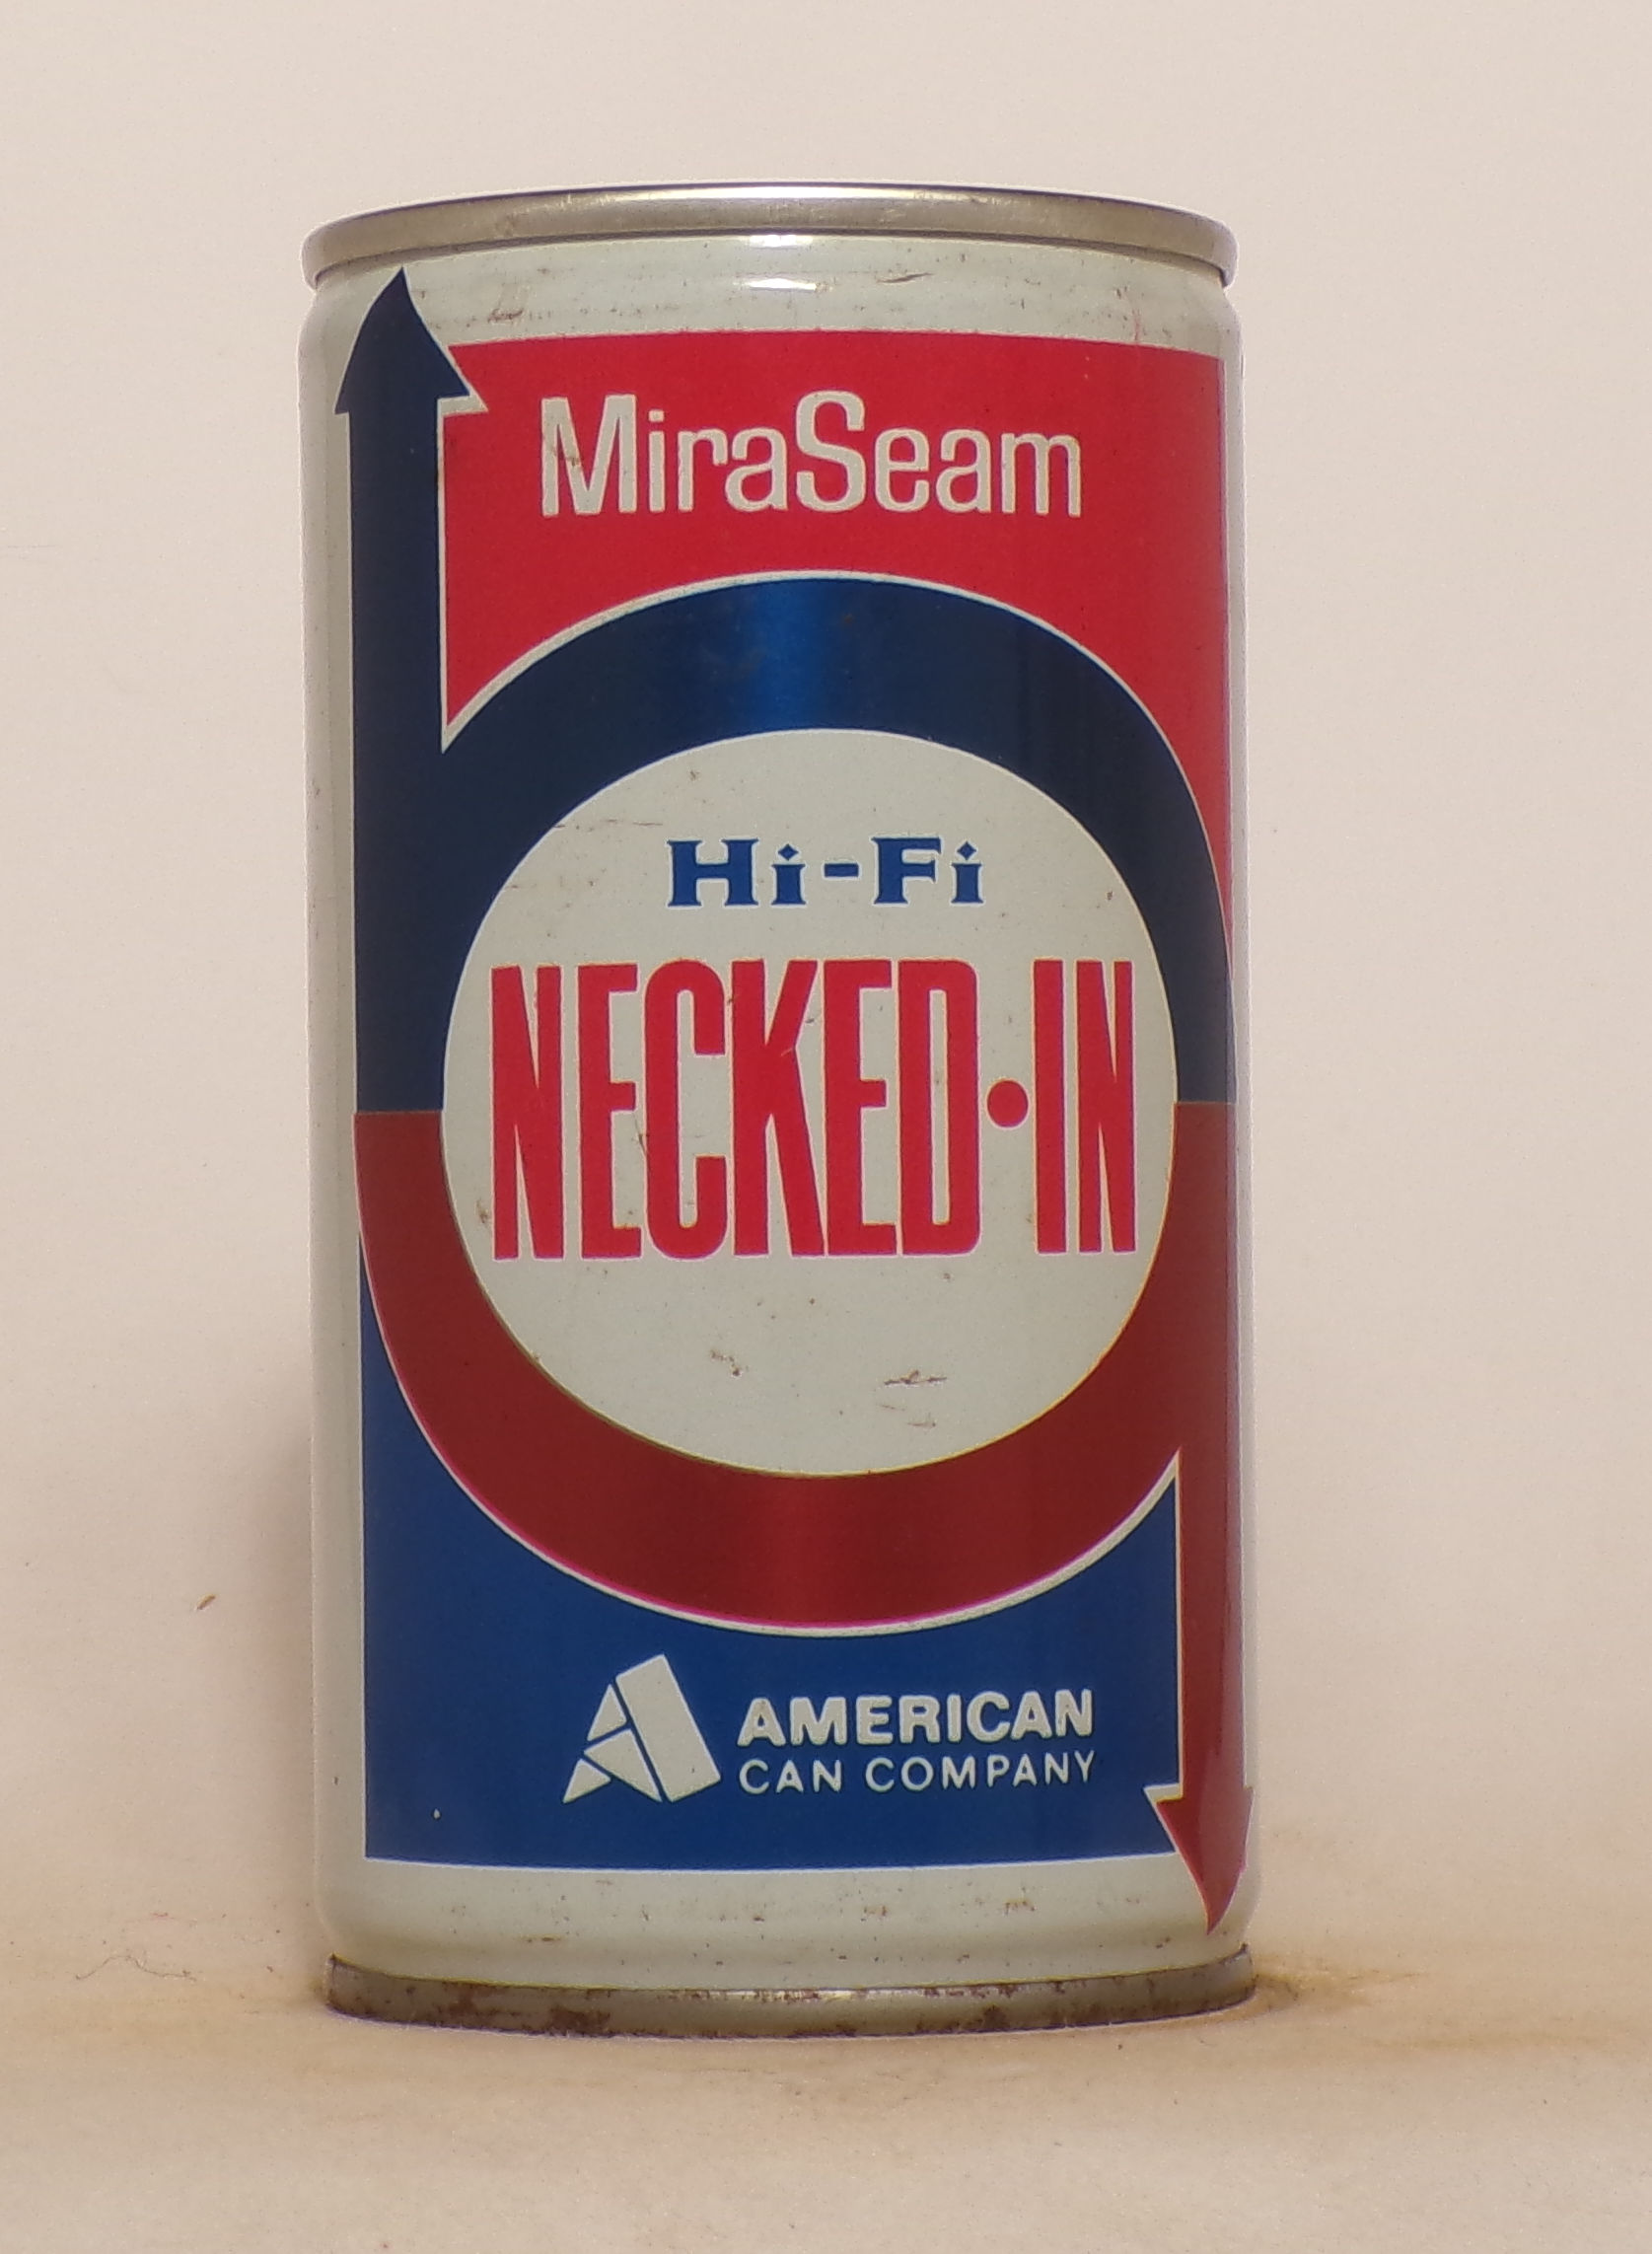 MiraSeam
Hi-Fi
NECKED•IN
AMERICAN
CAN COMPANY